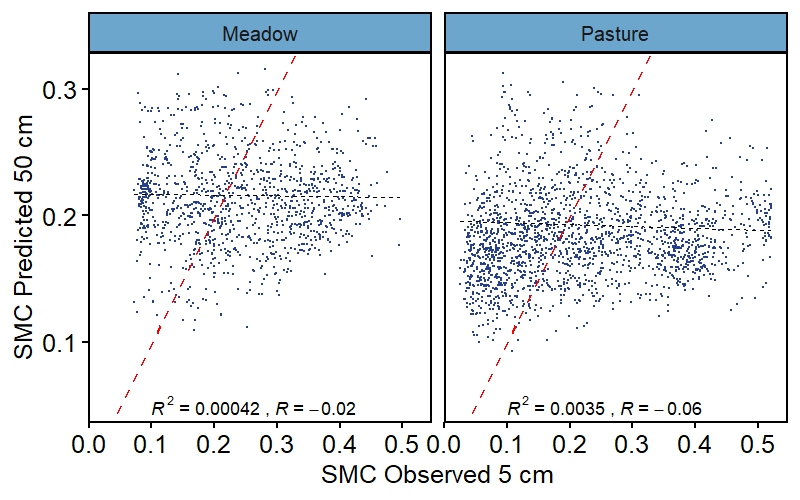 Meadow
Pasture
SMC Predicted 50 cm
0.3
0.2
0.1
R² = 0.00042 , R = −0.02
R² = 0.0035 , R = −0.06
0.0 0.1 0.2 0.3 0.4 0.5
0.0 0.1 0.2 0.3 0.4 0.5
SMC Observed 5 cm